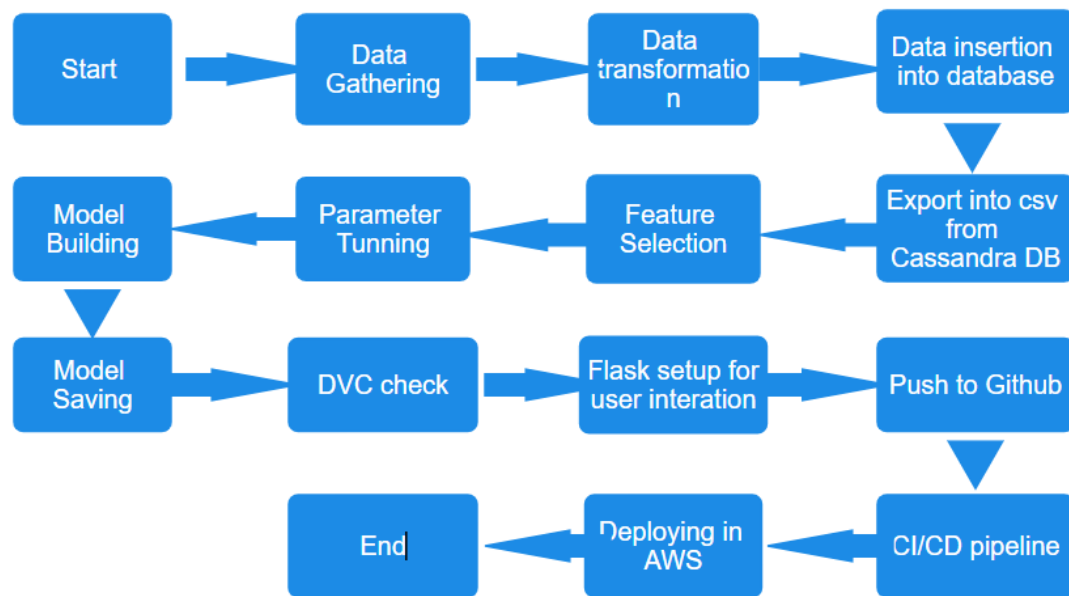 Start
Data
Gathering
Data
transformatio
n
Data insertion
into database
Export into csv
from
Cassandra DB
Feature
Selection
Parameter
Tunning
Model
Building
Model
Saving
DVC check
Flask setup for
user interation
Push to Github
CI/CD pipeline
Deploying in
AWS
End